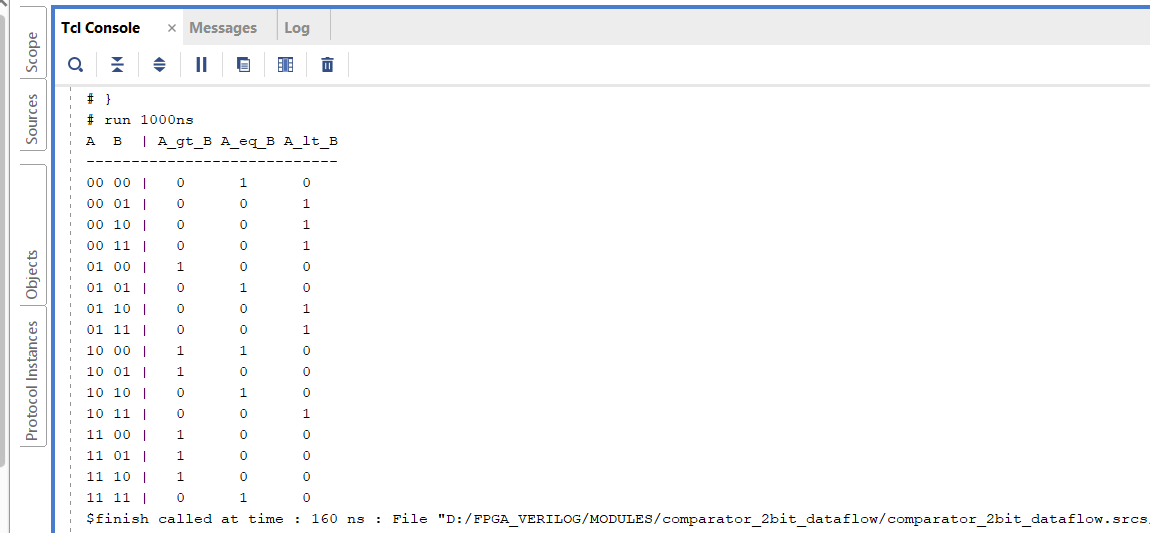 Scope
Sources
Objects
Protocol Instances
Tcl Console × Messages Log
# }
# run 1000ns
A  B  | A_gt_B A_eq_B A_lt_B
----------------------------
00 00 |   0      1      0
00 01 |   0      0      1
00 10 |   0      0      1
00 11 |   0      0      1
01 00 |   1      0      0
01 01 |   0      1      0
01 10 |   0      0      1
01 11 |   0      0      1
10 00 |   1      1      0
10 01 |   1      0      0
10 10 |   0      1      0
10 11 |   0      0      1
11 00 |   1      0      0
11 01 |   1      0      0
11 10 |   1      0      0
11 11 |   0      1      0
$finish called at time : 160 ns : File "D:/FPGA_VERILOG/MODULES/comparator_2bit_dataflow/comparator_2bit_dataflow.srcs/